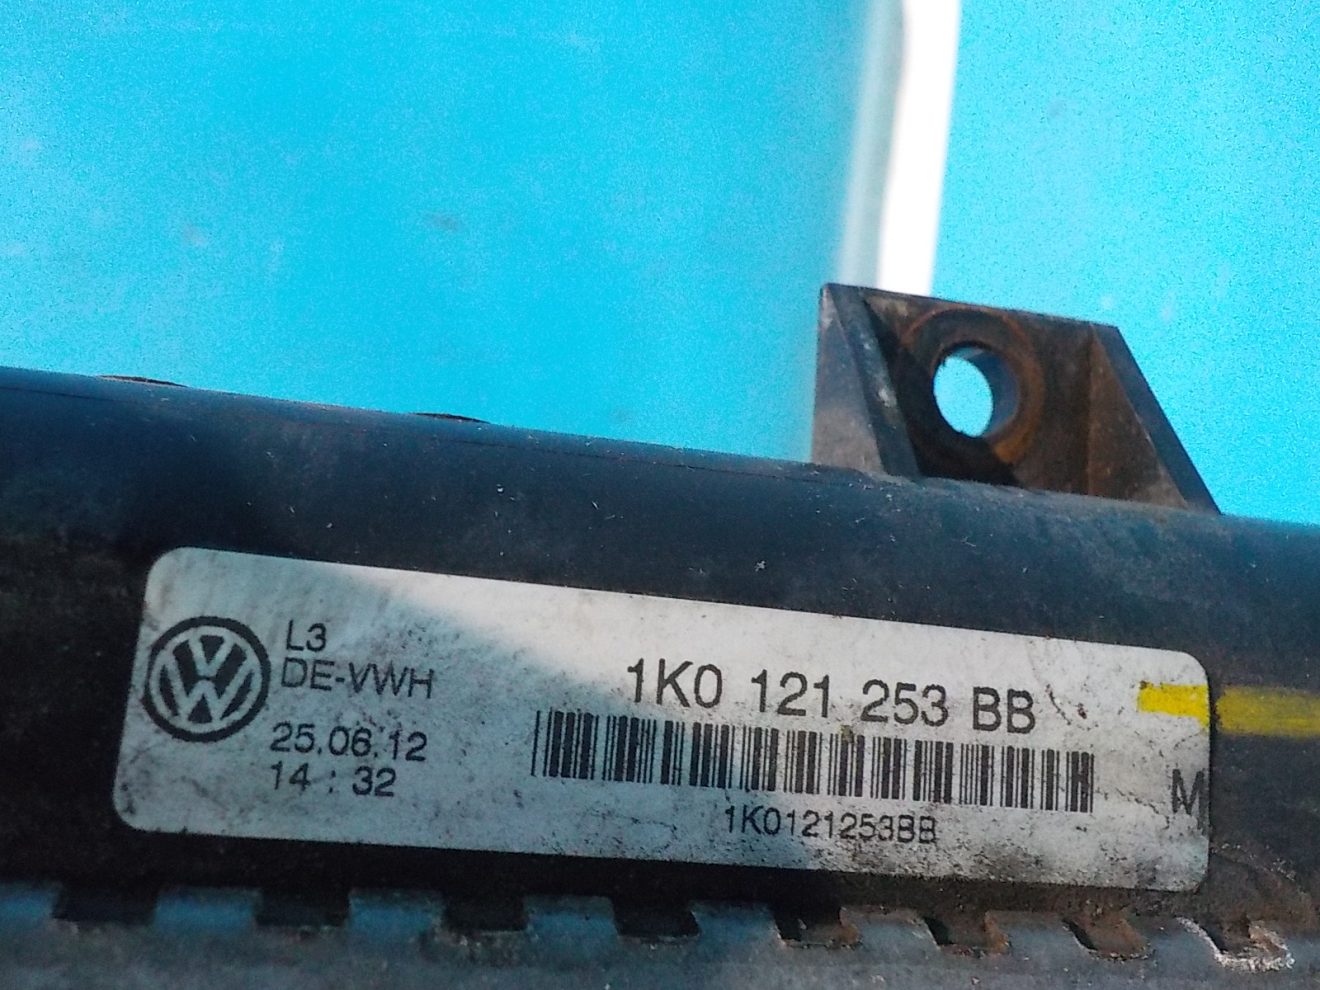 L3
DE-VWH
25.06.12
14 : 32
1K0 121 253 BB
1K0121253BB
M